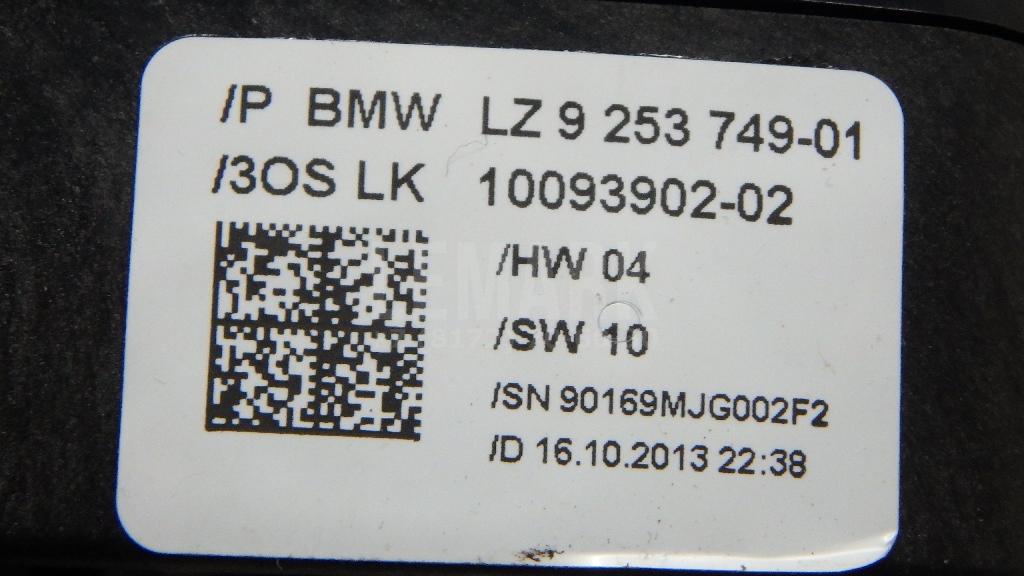 /P BMW LZ 9 253 749-01
/3OS LK 10093902-02
/HW 04
/SW 10
/SN 90169MJG002F2
/D 16.10.2013 22:38